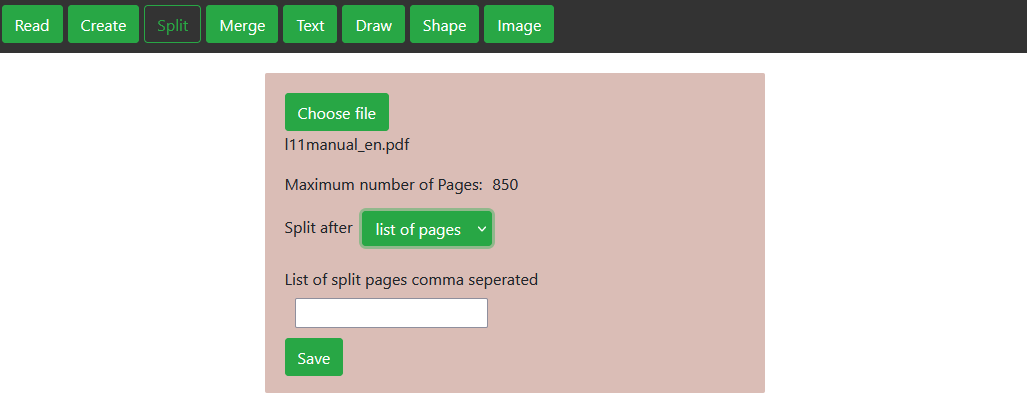 Read Create Split Merge Text Draw Shape Image
Choose file
l11manual_en.pdf
Maximum number of Pages: 850
Split after list of pages
List of split pages comma seperated
Save